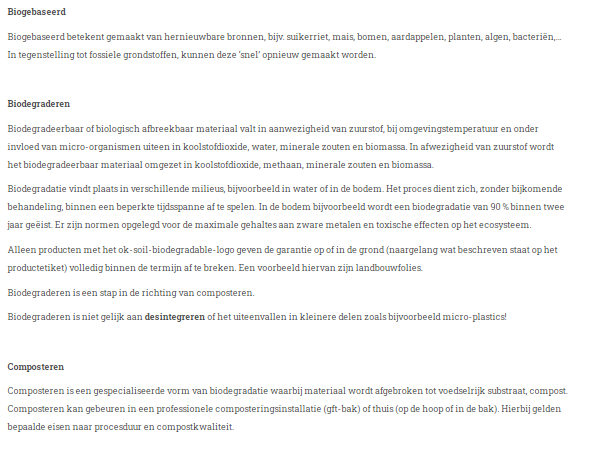 Biogebaseerd
Biogebaseerd betekent gemaakt van hernieuwbare bronnen, bijv. suikerriet, mais, bomen, aardappelen, planten, algen, bacteriën,...
In tegenstelling tot fossiele grondstoffen, kunnen deze 'snel' opnieuw gemaakt worden.
Biodegraderen
Biodegradeerbaar of biologisch afbreekbaar materiaal valt in aanwezigheid van zuurstof, bij omgevingstemperatuur en onder
invloed van micro-organismen uiteen in koolstofdioxide, water, minerale zouten en biomassa. In afwezigheid van zuurstof wordt
het biodegradeerbaar materiaal omgezet in koolstofdioxide, methaan, minerale zouten en biomassa.
Biodegradatie vindt plaats in verschillende milieus, bijvoorbeeld in water of in de bodem. Het proces dient zich, zonder bijkomende
behandeling, binnen een beperkte tijdsspanne af te spelen. In de bodem bijvoorbeeld wordt een biodegradatie van 90 % binnen twee
jaar geëist. Er zijn normen opgelegd voor de maximale gehaltes aan zware metalen en toxische effecten op het ecosysteem.
Alleen producten met het ok-soil-biodegradable-logo geven de garantie op of in de grond (naargelang wat beschreven staat op het
productetiket) volledig binnen de termijn af te breken. Een voorbeeld hiervan zijn landbouwfolies.
Biodegraderen is een stap in de richting van composteren.
Biodegraderen is niet gelijk aan desintegreren of het uiteenvallen in kleinere delen zoals bijvoorbeeld micro-plastics!
Composteren
Composteren is een gespecialiseerde vorm van biodegradatie waarbij materiaal wordt afgebroken tot voedselrijk substraat, compost.
Composteren kan gebeuren in een professionele composteringsinstallatie (gft-bak) of thuis (op de hoop of in de bak). Hierbij gelden
bepaalde eisen naar procesduur en compostkwaliteit.